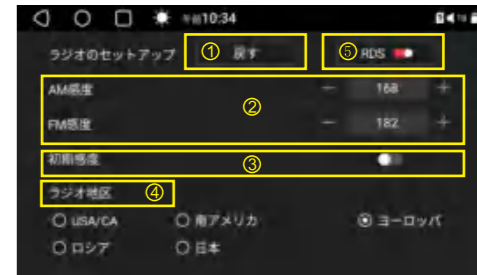 午前10:34
ラジオのセットアップ ① 戻す ⑤ RDS
AM感度 − 168 +
②
FM感度 − 182 +
初期感度 ③
ラジオ地区 ④
USA/CA 南アメリカ ヨーロッパ
ロシア 日本